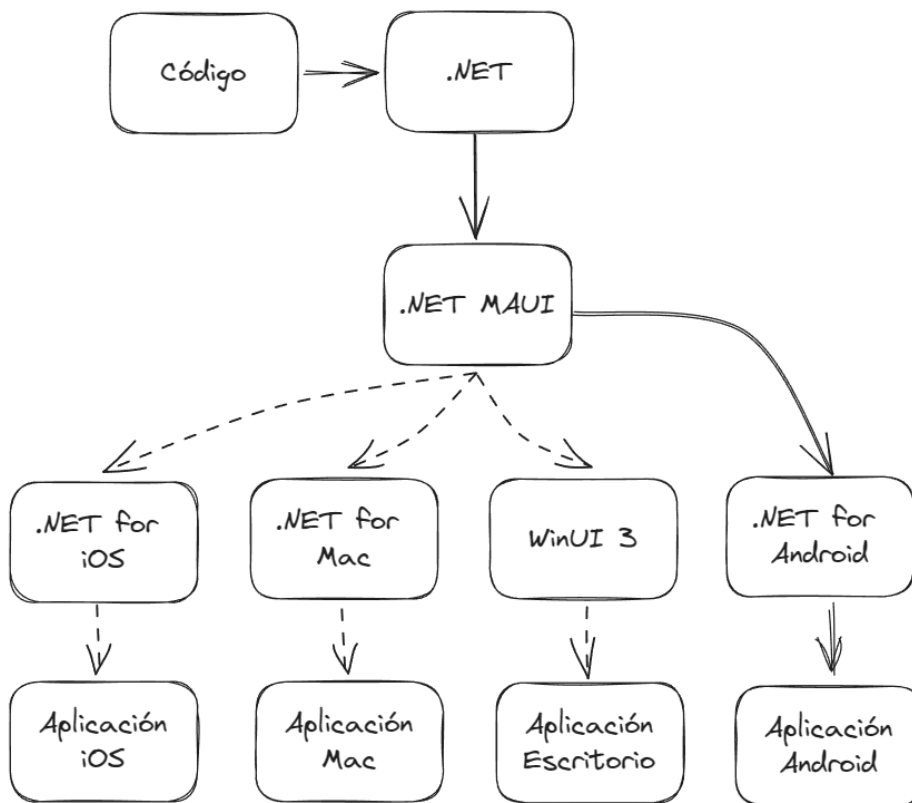 Código
.NET
.NET MAUI
.NET for
iOS
.NET for
Mac
WinUI 3
.NET for
Android
Aplicación
iOS
Aplicación
Mac
Aplicación
Escritorio
Aplicación
Android